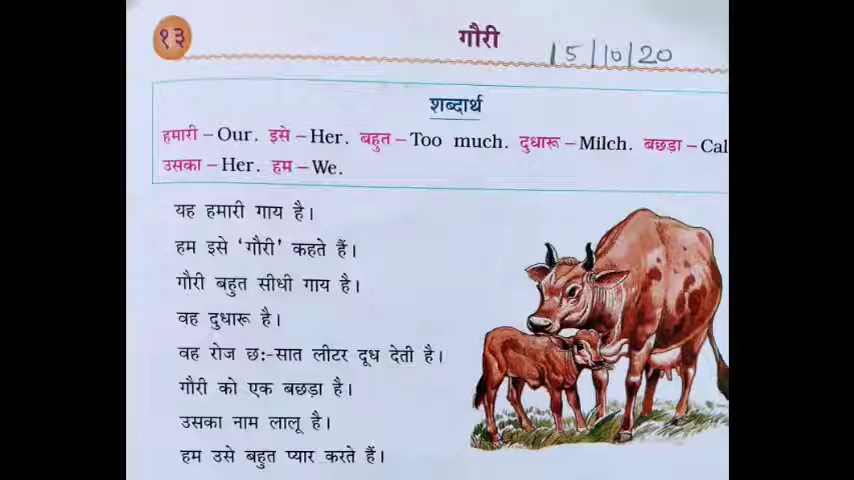 १३
गौरी
15/10/20
शब्दार्थ
हमारी – Our. इसे – Her. बहुत – Too much. दुधारू – Milch. बछड़ा – Cal
उसका – Her. हम – We.
यह हमारी गाय है।
हम इसे ‘गौरी’ कहते हैं।
गौरी बहुत सीधी गाय है।
वह दुधारू है।
वह रोज छः-सात लीटर दूध देती है।
गौरी को एक बछड़ा है।
उसका नाम लालू है।
हम उसे बहुत प्यार करते हैं।